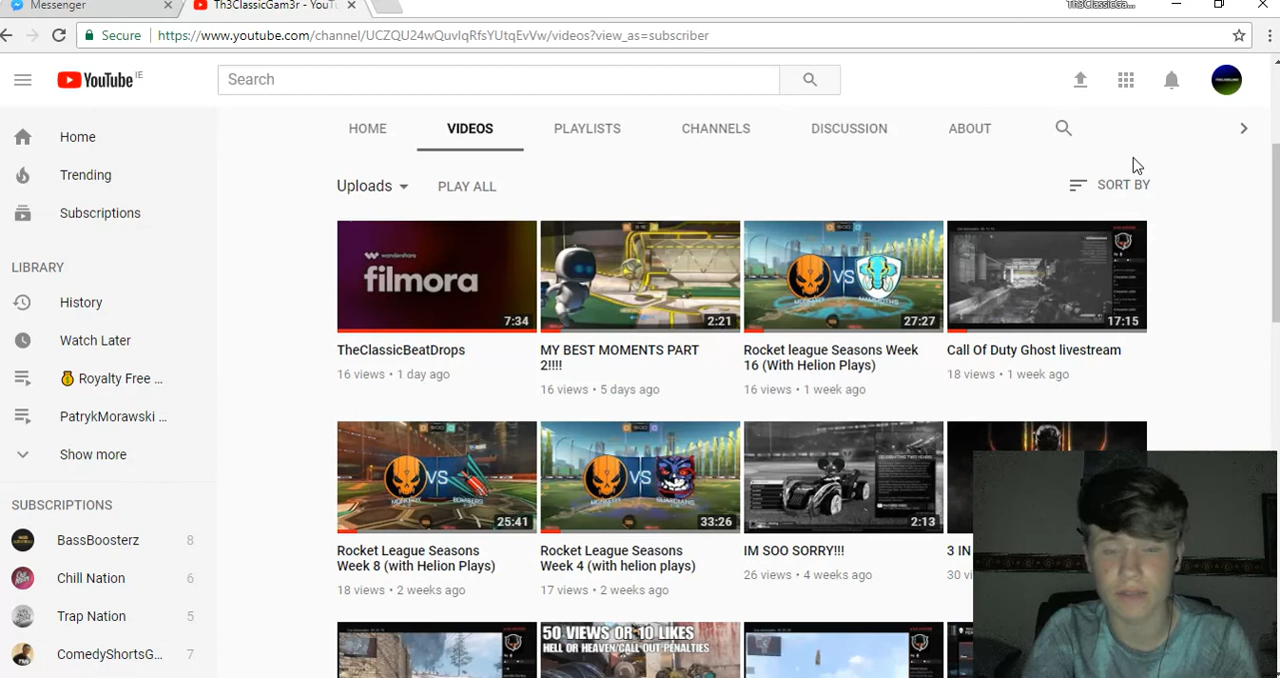 Messenger
Th3ClassicGam3r - YouTu
Th3ClassicGa...
Secure
https://www.youtube.com/channel/UCZQU24wQuvIqRfsYUtqEvVw/videos?view_as=subscriber
YouTube IE
Search
HOME
VIDEOS
PLAYLISTS
CHANNELS
DISCUSSION
ABOUT
Home
Trending
Subscriptions
LIBRARY
History
Watch Later
Royalty Free ...
PatrykMorawski ...
Show more
SUBSCRIPTIONS
BassBoosterz 8
Chill Nation 6
Trap Nation 5
ComedyShortsG... 7
Uploads
PLAY ALL
SORT BY
wondershare
filmora
7:34
2:21
VS
27:27
17:15
TheClassicBeatDrops
16 views • 1 day ago
MY BEST MOMENTS PART
2!!!!
16 views • 5 days ago
Rocket league Seasons Week
16 (With Helion Plays)
16 views • 1 week ago
Call Of Duty Ghost livestream
18 views • 1 week ago
VS
25:41
VS
33:26
2:13
Rocket League Seasons
Week 8 (with Helion Plays)
18 views • 2 weeks ago
Rocket League Seasons
Week 4 (with helion plays)
17 views • 2 weeks ago
IM SOO SORRY!!!
26 views • 4 weeks ago
3 IN
30 vi
50 VIEWS OR 10 LIKES
HELL OR HEAVEN/CALL OUT/PENALTIES